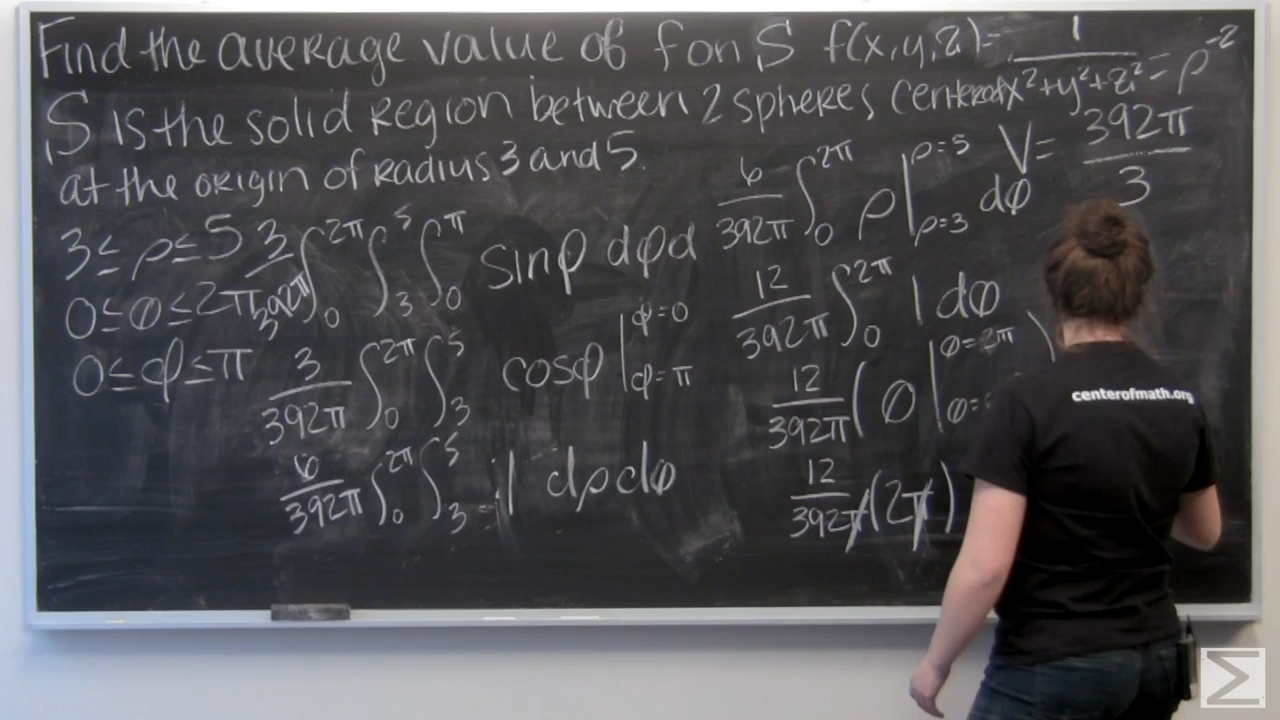 Find the average value of f on S f(x,y,z)= 1/(x²+y²+z²) = ρ⁻²
S is the solid region between 2 spheres centered
at the origin of radius 3 and 5.
V= 392π/3
3≤ρ≤5
0≤θ≤2π
0≤φ≤π
3/392π ∫₀^2π ∫₃^5 ∫₀^π sinφ dφ d
3/392π ∫₀^2π ∫₃^5 cosφ |φ=0 φ=π
6/392π ∫₀^2π ∫₃^5 1 dρdθ
6/392π ∫₀^2π ρ |ρ=5 ρ=3 dθ
12/392π ∫₀^2π 1 dθ
12/392π ( θ |θ=2π θ= )
12/392π (2π)
centerofmath.org
Σ